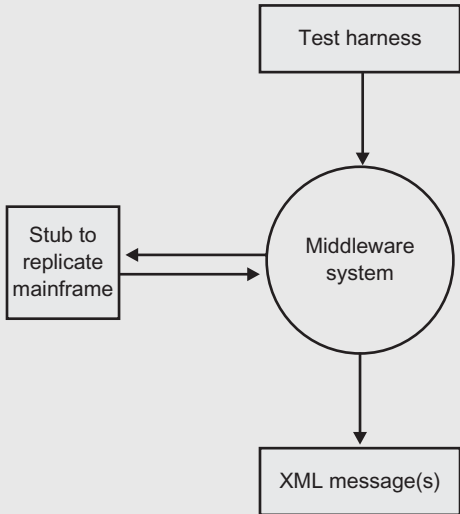 Test harness
Stub to
replicate
mainframe
Middleware
system
XML message(s)